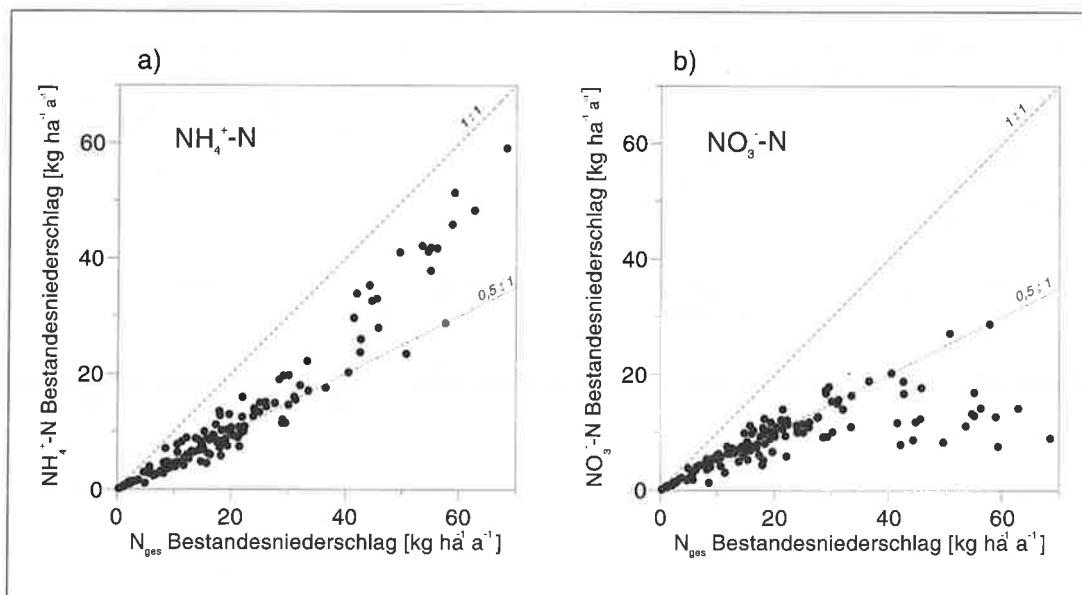 a)
NH₄⁺-N
1:1
0,5:1
NH₄⁺-N Bestandesniederschlag [kg ha⁻¹ a⁻¹]
60
40
20
0
0 20 40 60
N_ges Bestandesniederschlag [kg ha⁻¹ a⁻¹]
b)
NO₃⁻-N
1:1
0,5:1
NO₃⁻-N Bestandesniederschlag [kg ha⁻¹ a⁻¹]
60
40
20
0
0 20 40 60
N_ges Bestandesniederschlag [kg ha⁻¹ a⁻¹]